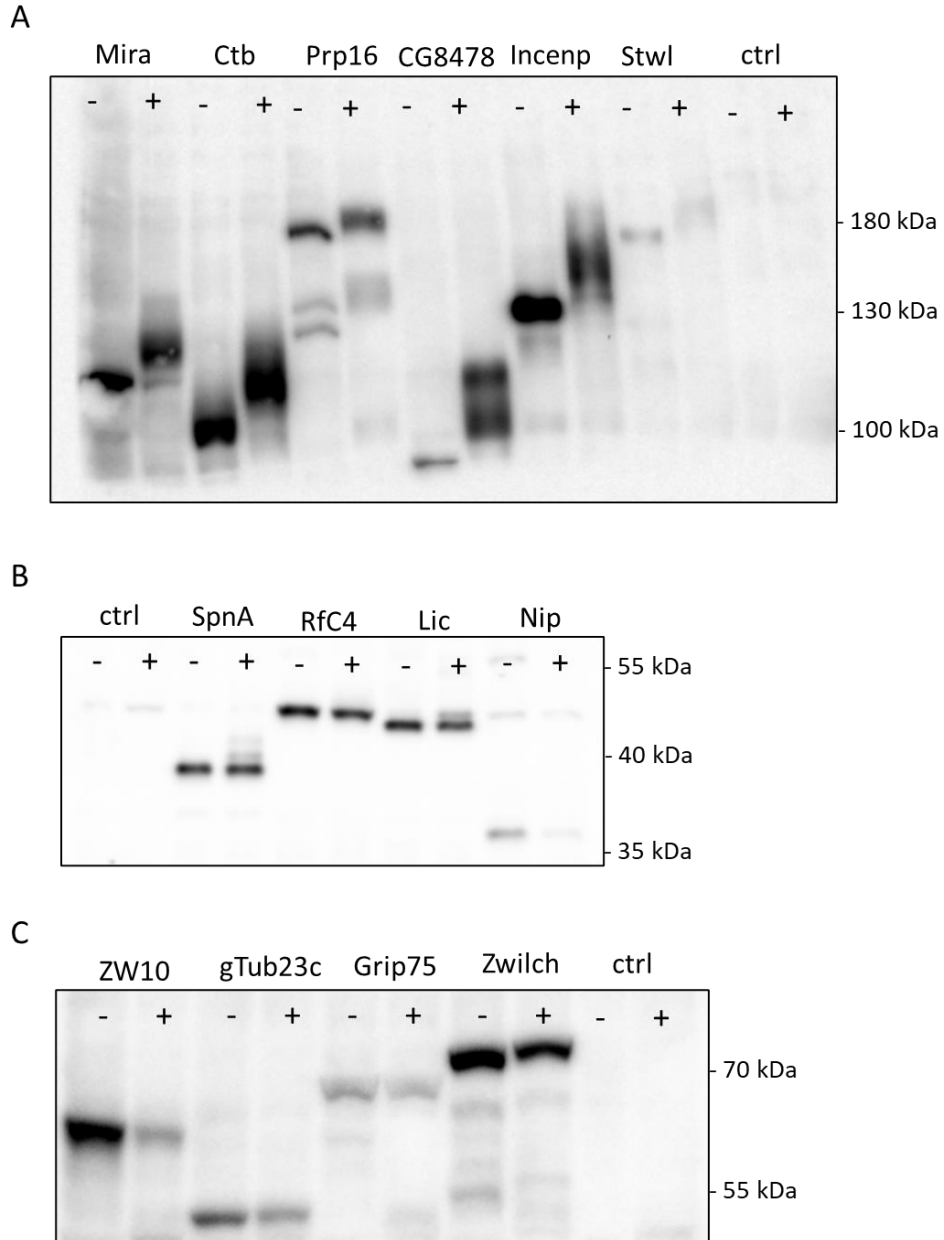 A
Mira Ctb Prp16 CG8478 Incenp Stwl ctrl
- + - + - + - + - + - + - +
- 180 kDa
- 130 kDa
- 100 kDa
B
ctrl SpnA RfC4 Lic Nip
- + - + - + - + - +
- 55 kDa
- 40 kDa
- 35 kDa
C
ZW10 gTub23c Grip75 Zwilch ctrl
- + - + - + - + - +
- 70 kDa
- 55 kDa